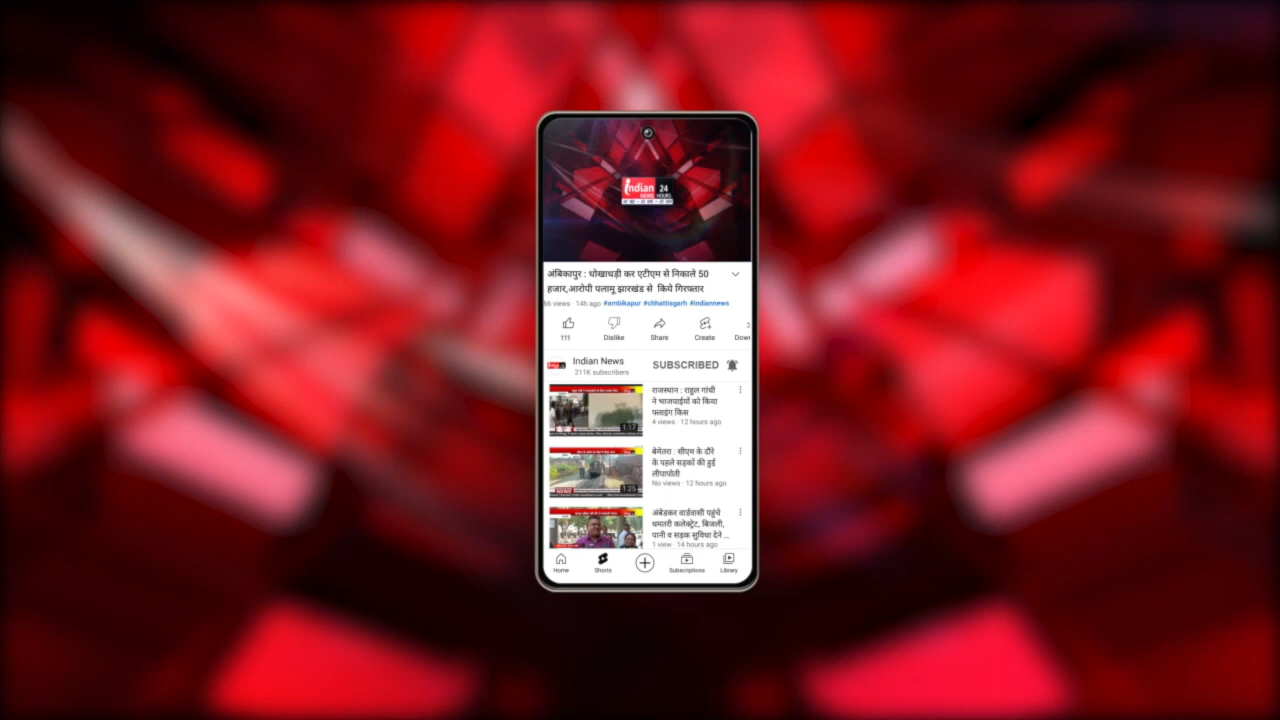 indian
NEWS
24
HOURS
अंबिकापुर : धोखाधड़ी कर एटीएम से निकाले 50
हजार,आरोपी पलामू झारखंड से किये गिरफ्तार
66 views · 14h ago #ambikapur #chhattisgarh #indiannews
111
Dislike
Share
Create
Indian News
211K subscribers
SUBSCRIBED
राजस्थान : राहुल गांधी
ने भाजपाईयों को किया
फ्लाइंग किस
4 views · 12 hours ago
1:17
बेमेतरा : सीएम के दौरे
के पहले सड़कों की हुई
लीपापोती
No views · 12 hours ago
1:25
अंबेडकर वार्डवासी पहुंचे
धमतरी कलेक्ट्रेट, बिजली,
पानी व सड़क सुविधा देने ...
1 view · 14 hours ago
Home
Shorts
Subscriptions
Library